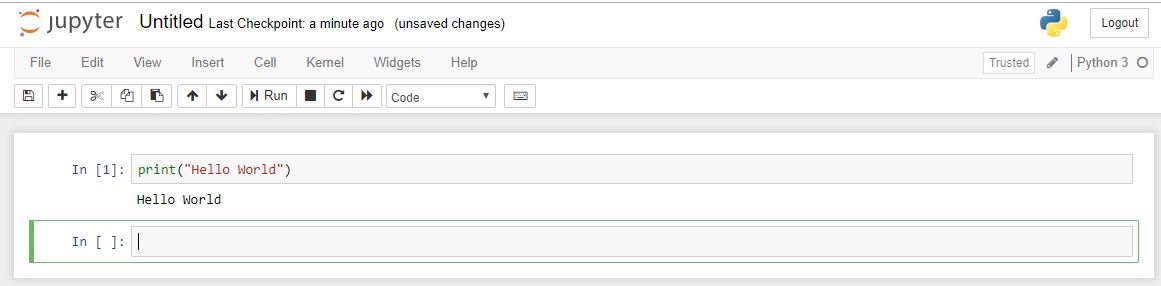 jupyter Untitled Last Checkpoint: a minute ago (unsaved changes) Logout
File Edit View Insert Cell Kernel Widgets Help Trusted Python 3
Run Code
In [1]: print("Hello World")
Hello World
In [ ]: